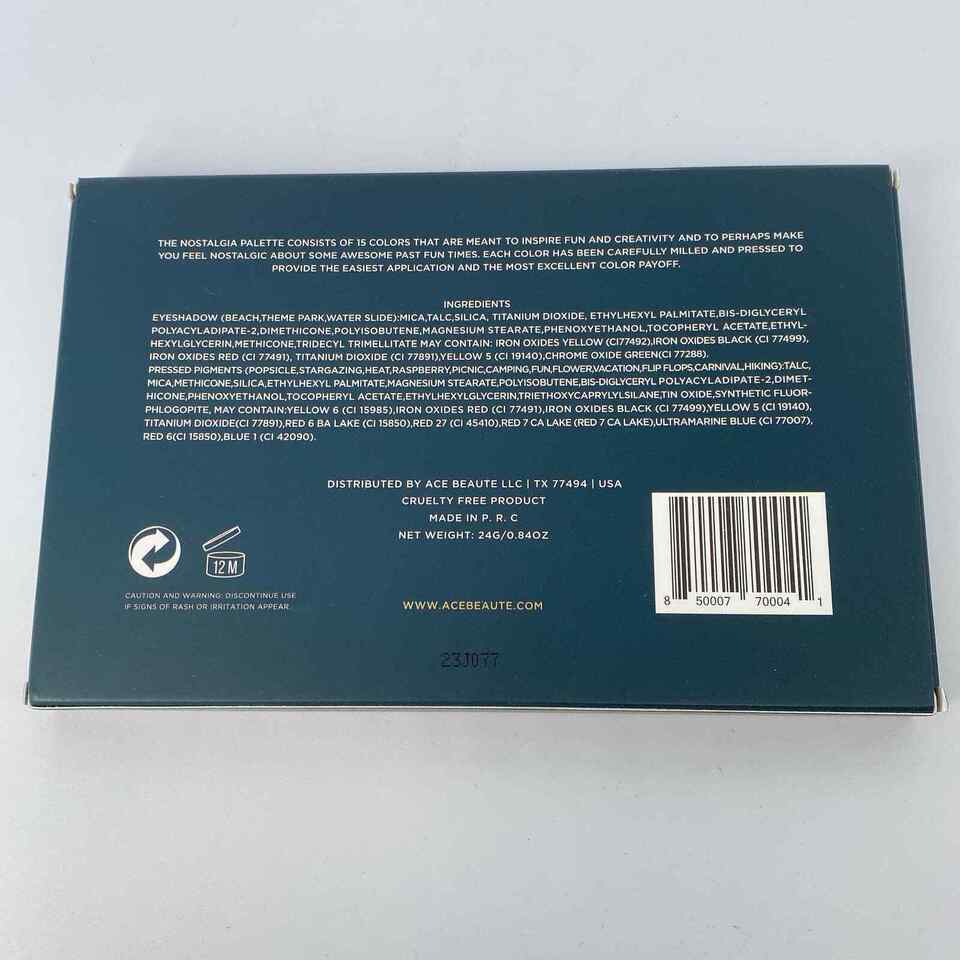 THE NOSTALGIA PALETTE CONSISTS OF 15 COLORS THAT ARE MEANT TO INSPIRE FUN AND CREATIVITY AND TO PERHAPS MAKE
YOU FEEL NOSTALGIC ABOUT SOME AWESOME PAST FUN TIMES. EACH COLOR HAS BEEN CAREFULLY MILLED AND PRESSED TO
PROVIDE THE EASIEST APPLICATION AND THE MOST EXCELLENT COLOR PAYOFF.
INGREDIENTS
EYESHADOW (BEACH,THEME PARK,WATER SLIDE):MICA,TALC,SILICA, TITANIUM DIOXIDE, ETHYLHEXYL PALMITATE,BIS-DIGLYCERYL
POLYACYLADIPATE-2,DIMETHICONE,POLYISOBUTENE,MAGNESIUM STEARATE,PHENOXYETHANOL,TOCOPHERYL ACETATE,ETHYL-
HEXYLGLYCERIN,METHICONE,TRIDECYL TRIMELLITATE MAY CONTAIN: IRON OXIDES YELLOW (CI77492),IRON OXIDES BLACK (CI 77499),
IRON OXIDES RED (CI 77491), TITANIUM DIOXIDE (CI 77891),YELLOW 5 (CI 19140),CHROME OXIDE GREEN(CI 77288).
PRESSED PIGMENTS (POPSICLE,STARGAZING,HEAT,RASPBERRY,PICNIC,CAMPING,FUN,FLOWER,VACATION,FLIP FLOPS,CARNIVAL,HIKING):TALC,
MICA,METHICONE,SILICA,ETHYLHEXYL PALMITATE,MAGNESIUM STEARATE,POLYISOBUTENE,BIS-DIGLYCERYL POLYACYLADIPATE-2,DIMET-
HICONE,PHENOXYETHANOL,TOCOPHERYL ACETATE,ETHYLHEXYLGLYCERIN,TRIETHOXYCAPRYLYLSILANE,TIN OXIDE,SYNTHETIC FLUOR-
PHLOGOPITE, MAY CONTAIN:YELLOW 6 (CI 15985),IRON OXIDES RED (CI 77491),IRON OXIDES BLACK (CI 77499),YELLOW 5 (CI 19140),
TITANIUM DIOXIDE(CI 77891),RED 6 BA LAKE (CI 15850),RED 27 (CI 45410),RED 7 CA LAKE (RED 7 CA LAKE),ULTRAMARINE BLUE (CI 77007),
RED 6(CI 15850),BLUE 1 (CI 42090).
DISTRIBUTED BY ACE BEAUTE LLC | TX 77494 | USA
CRUELTY FREE PRODUCT
MADE IN P. R. C
NET WEIGHT: 24G/0.84OZ
12 M
CAUTION AND WARNING: DISCONTINUE USE
IF SIGNS OF RASH OR IRRITATION APPEAR.
WWW.ACEBEAUTE.COM
8 50007 70004 1
23J077